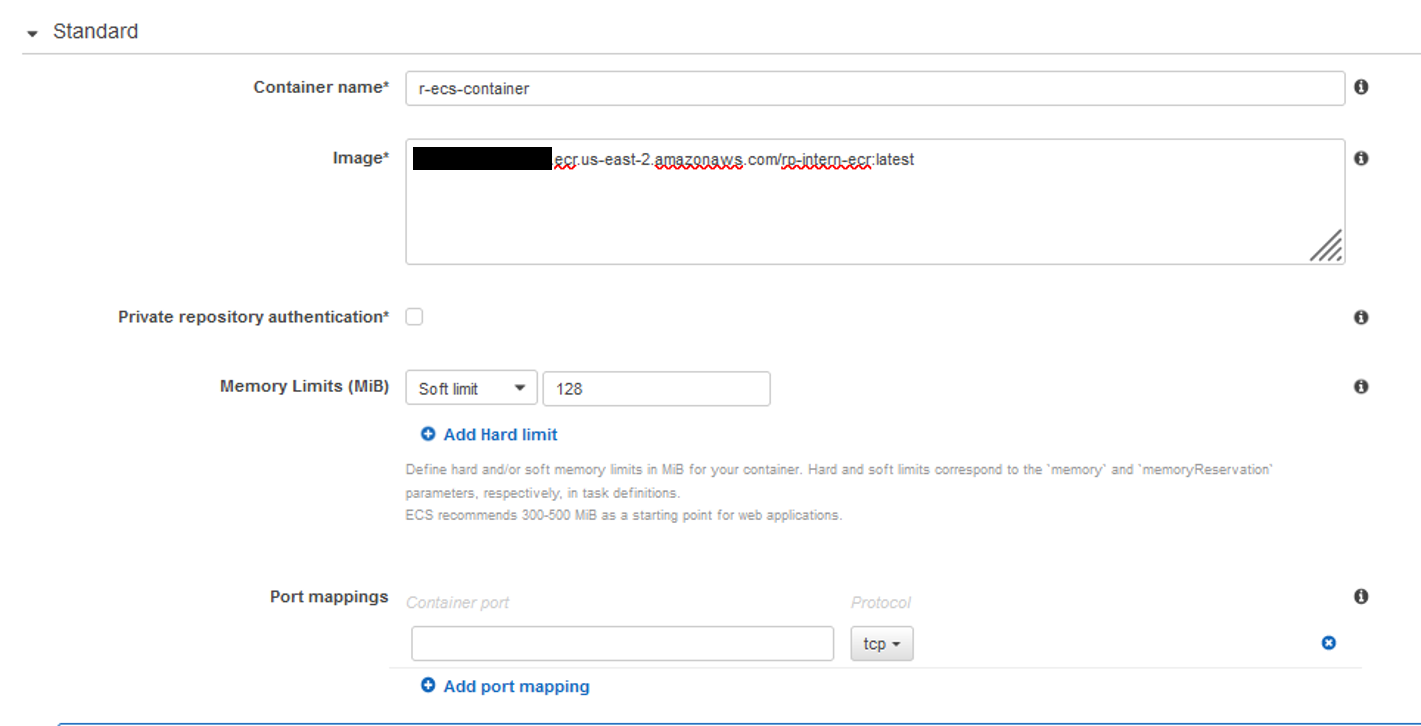 Standard
Container name* r-ecs-container
Image* .ecr.us-east-2.amazonaws.com/rp-intern-ecr:latest
Private repository authentication*
Memory Limits (MiB) Soft limit 128
Add Hard limit
Define hard and/or soft memory limits in MiB for your container. Hard and soft limits correspond to the `memory` and `memoryReservation`
parameters, respectively, in task definitions.
ECS recommends 300-500 MiB as a starting point for web applications.
Port mappings Container port Protocol
tcp
Add port mapping